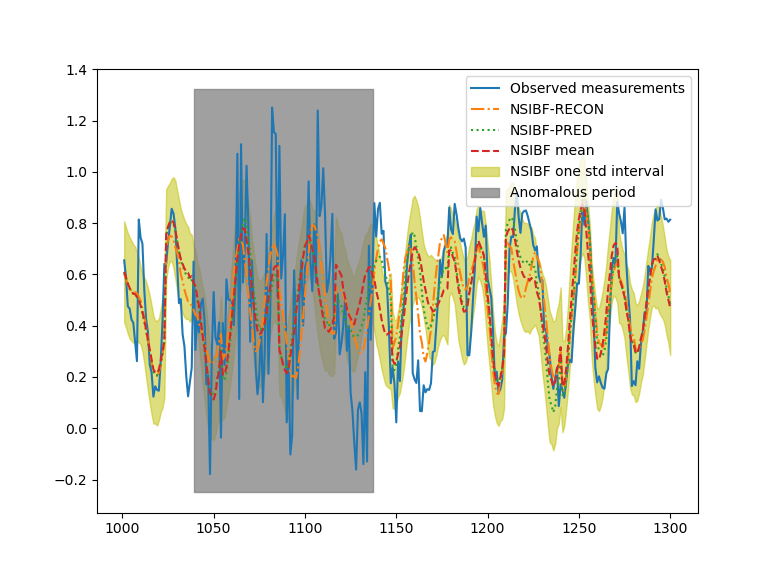 1.4
1.2
1.0
0.8
0.6
0.4
0.2
0.0
−0.2
Observed measurements
NSIBF-RECON
NSIBF-PRED
NSIBF mean
NSIBF one std interval
Anomalous period
1000 1050 1100 1150 1200 1250 1300